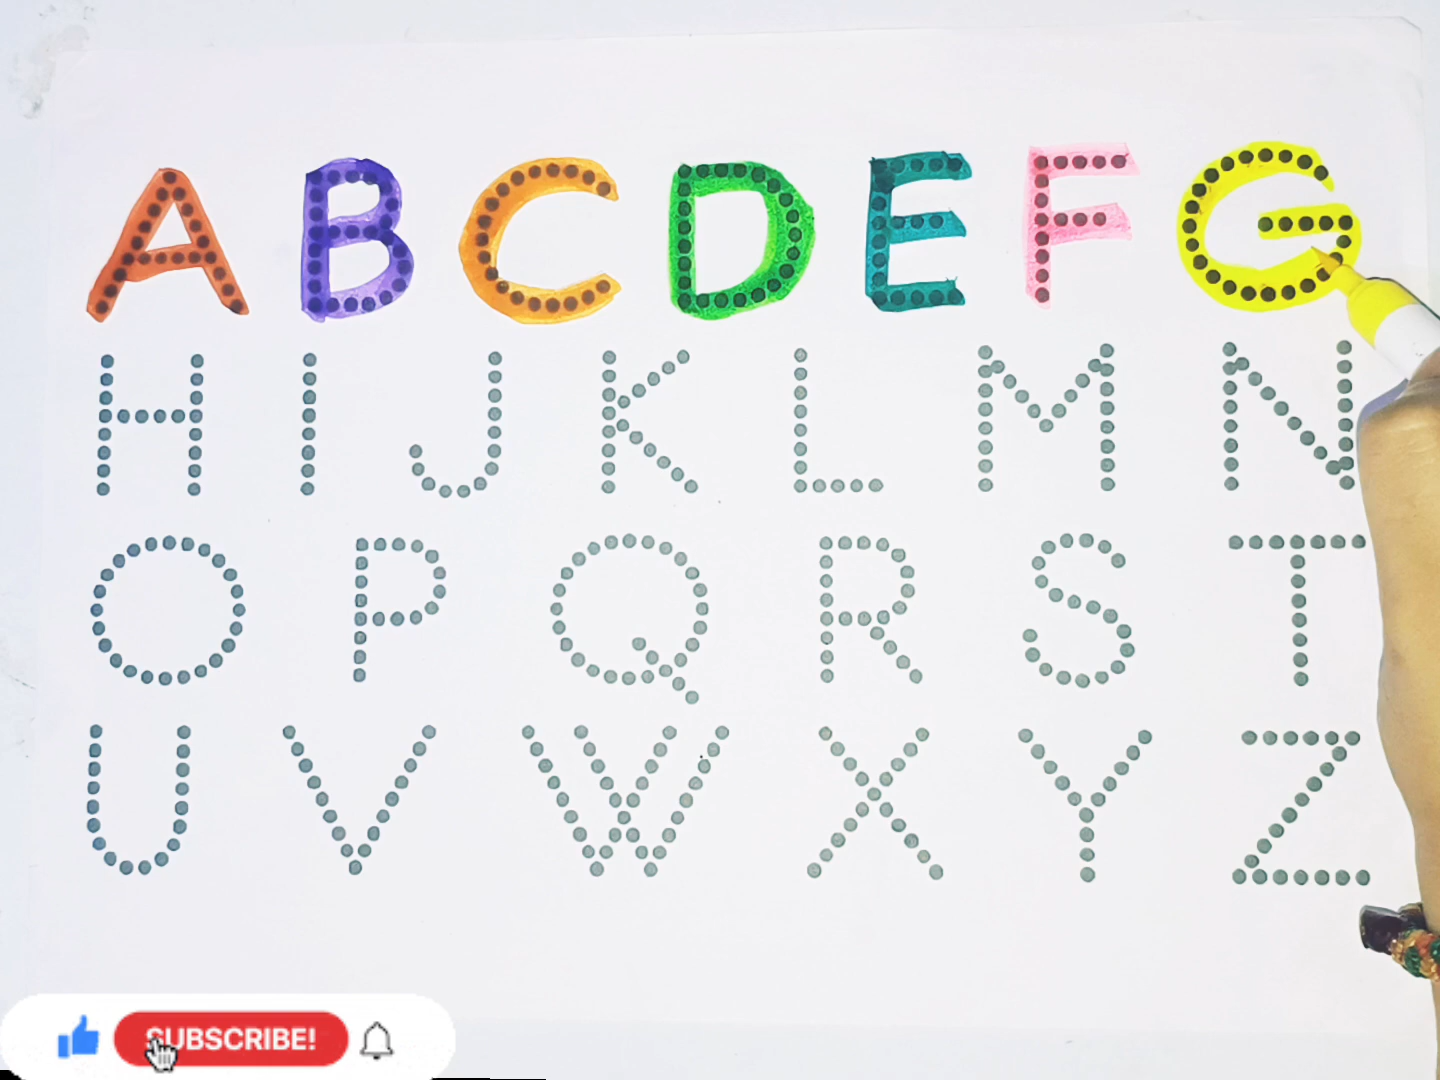 A B C D E F G
H I J K L M N
O P Q R S T
U V W X Y Z
SUBSCRIBE!